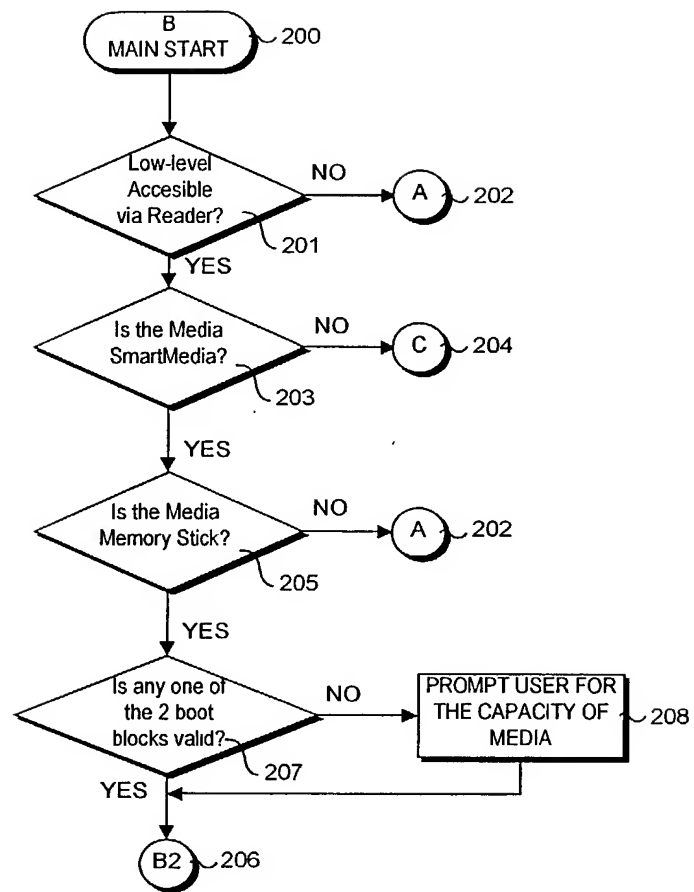 B
MAIN START
200
Low-level
Accesible
via Reader?
201
NO
A
202
YES
Is the Media
SmartMedia?
203
NO
C
204
YES
Is the Media
Memory Stick?
205
NO
A
202
YES
Is any one of
the 2 boot
blocks valid?
207
NO
PROMPT USER FOR
THE CAPACITY OF
MEDIA
208
YES
B2
206